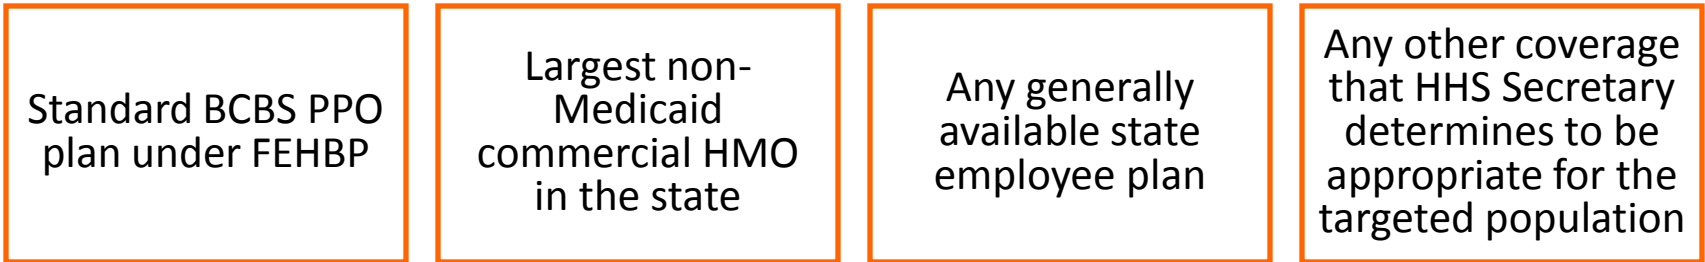 Standard BCBS PPO
plan under FEHBP
Largest non-
Medicaid
commercial HMO
in the state
Any generally
available state
employee plan
Any other coverage
that HHS Secretary
determines to be
appropriate for the
targeted population